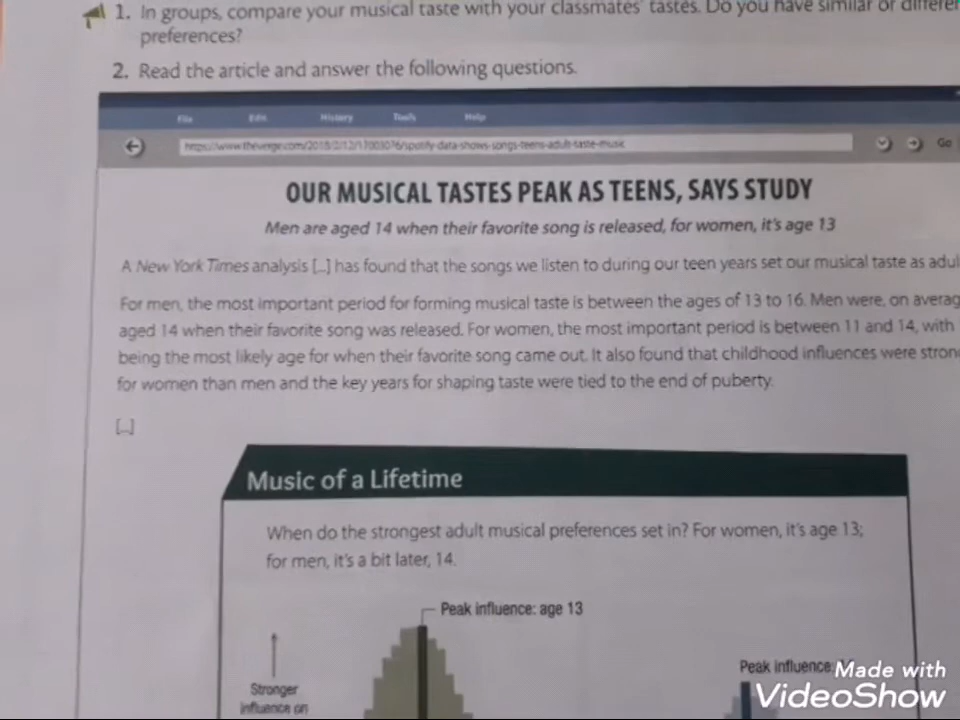 1. In groups, compare your musical taste with your classmates' tastes. Do you have similar or
preferences?
2. Read the article and answer the following questions.
File Edit History Tools Help
Go
OUR MUSICAL TASTES PEAK AS TEENS, SAYS STUDY
Men are aged 14 when their favorite song is released, for women, it's age 13
A New York Times analysis [...] has found that the songs we listen to during our teen years set our musical taste as
For men, the most important period for forming musical taste is between the ages of 13 to 16. Men were, on
aged 14 when their favorite song was released. For women, the most important period is between 11 and 14, with
being the most likely age for when their favorite song came out. It also found that childhood influences were
for women than men and the key years for shaping taste were tied to the end of puberty.
[...]
Music of a Lifetime
When do the strongest adult musical preferences set in? For women, it's age 13;
for men, it's a bit later, 14.
Peak influence: age 13
Peak influence:
Stronger
influence on
Made with
VideoShow